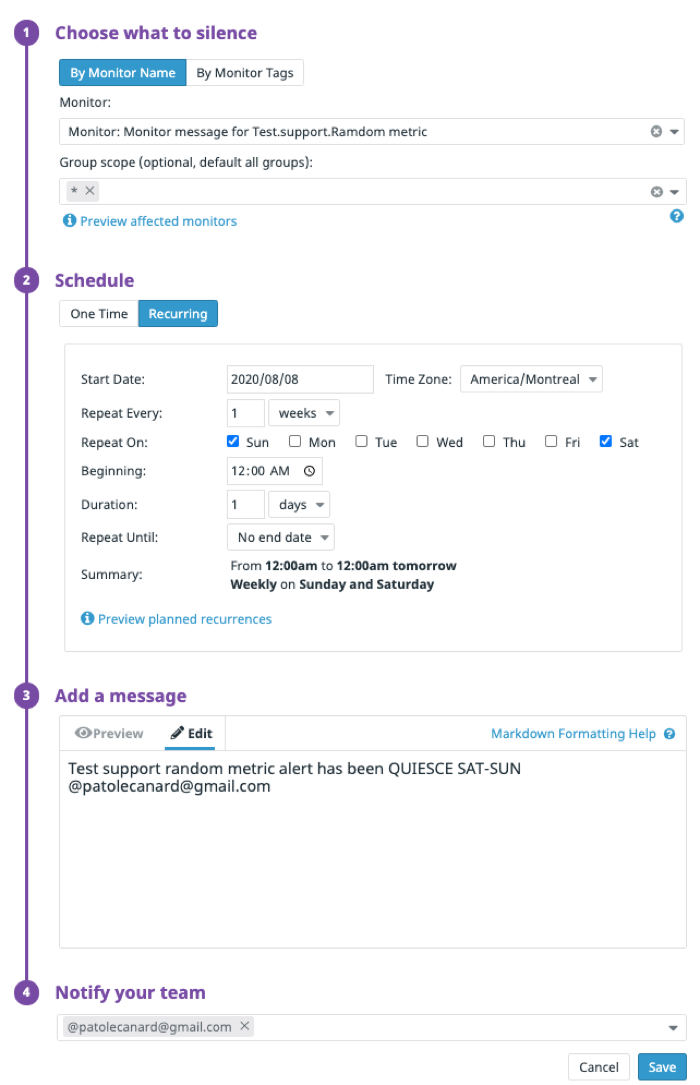 1 Choose what to silence
By Monitor Name By Monitor Tags
Monitor:
Monitor: Monitor message for Test.support.Ramdom metric
Group scope (optional, default all groups):
* ×
Preview affected monitors
2 Schedule
One Time Recurring
Start Date: 2020/08/08 Time Zone: America/Montreal
Repeat Every: 1 weeks
Repeat On: Sun Mon Tue Wed Thu Fri Sat
Beginning: 12:00 AM
Duration: 1 days
Repeat Until: No end date
Summary: From 12:00am to 12:00am tomorrow
Weekly on Sunday and Saturday
Preview planned recurrences
3 Add a message
Preview Edit Markdown Formatting Help
Test support random metric alert has been QUIESCE SAT-SUN
@patolecanard@gmail.com
4 Notify your team
@patolecanard@gmail.com ×
Cancel Save